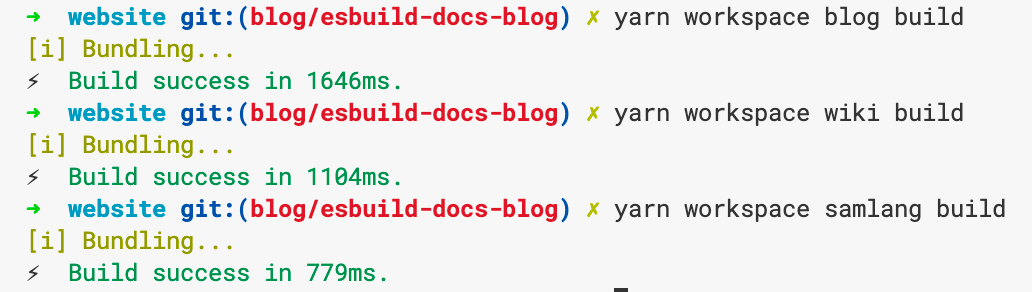 ➜  website git:(blog/esbuild-docs-blog) ✗ yarn workspace blog build
[i] Bundling...
⚡ Build success in 1646ms.
➜  website git:(blog/esbuild-docs-blog) ✗ yarn workspace wiki build
[i] Bundling...
⚡ Build success in 1104ms.
➜  website git:(blog/esbuild-docs-blog) ✗ yarn workspace samlang build
[i] Bundling...
⚡ Build success in 779ms.